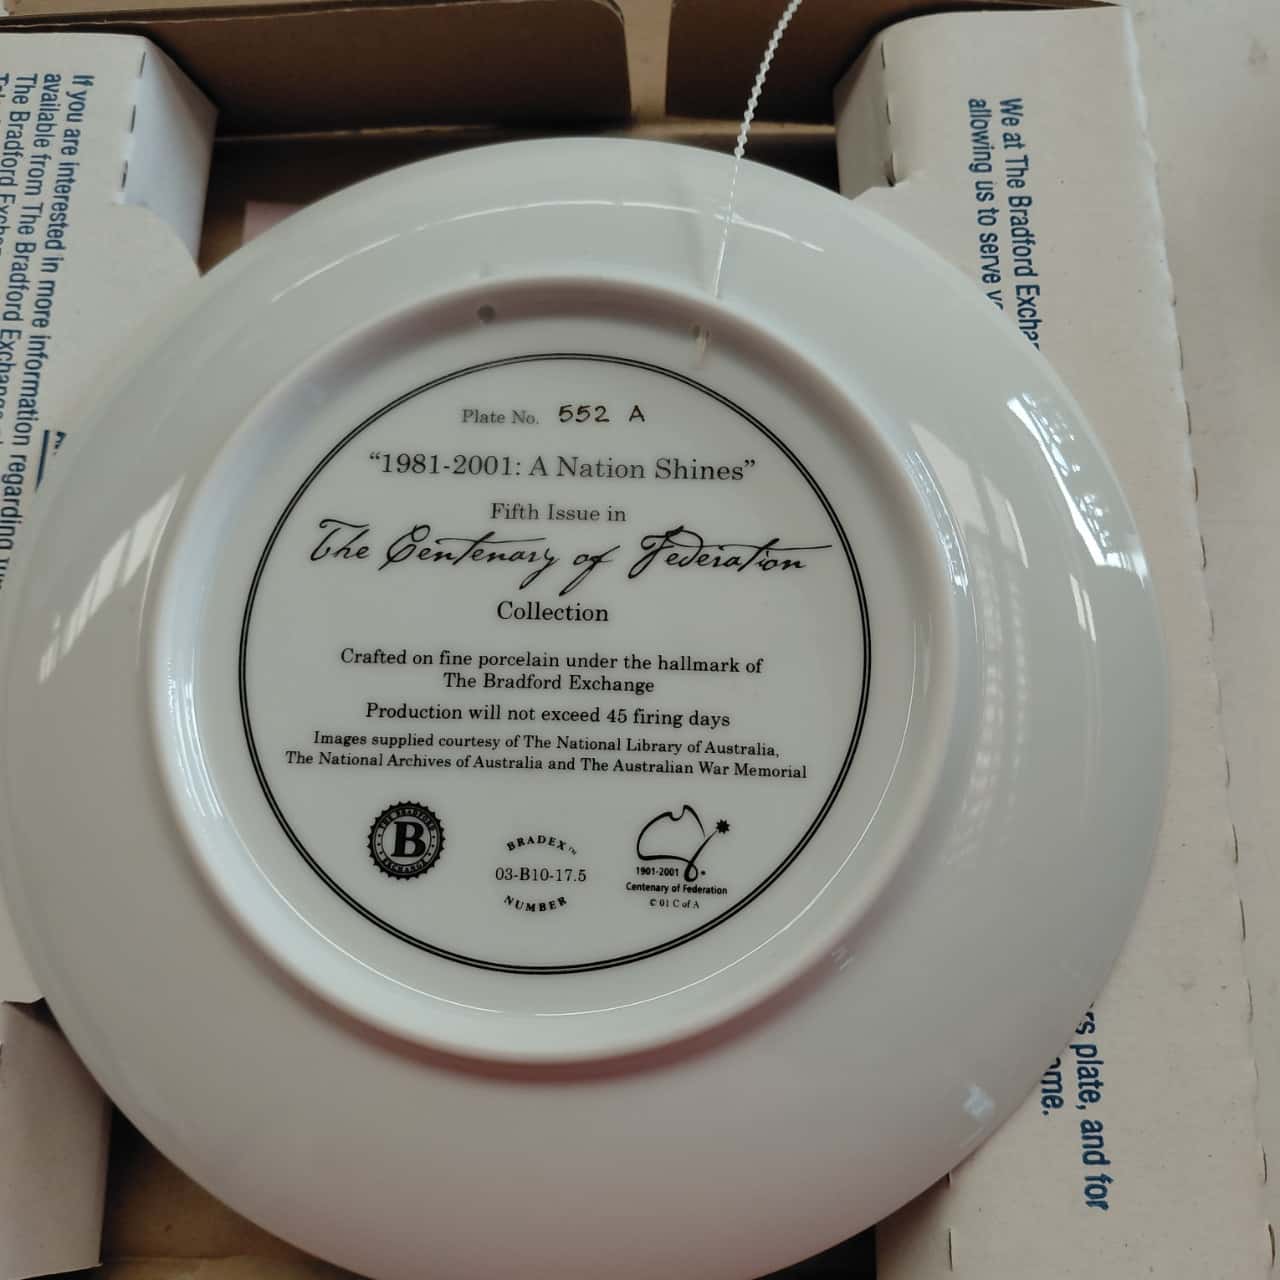 If you are interested in more information regarding
available from The Bradford Exchange
The Bradford Exchange
We at The Bradford
allowing us to serve
plate, and for
Plate No. 552 A
“1981-2001: A Nation Shines”
Fifth Issue in
The Centenary of Federation
Collection
Crafted on fine porcelain under the hallmark of
The Bradford Exchange
Production will not exceed 45 firing days
Images supplied courtesy of The National Library of Australia,
The National Archives of Australia and The Australian War Memorial
THE BRADFORD
B
EXCHANGE
BRADEX™
03-B10-17.5
NUMBER
1901-2001
Centenary of Federation
© 01 C of A